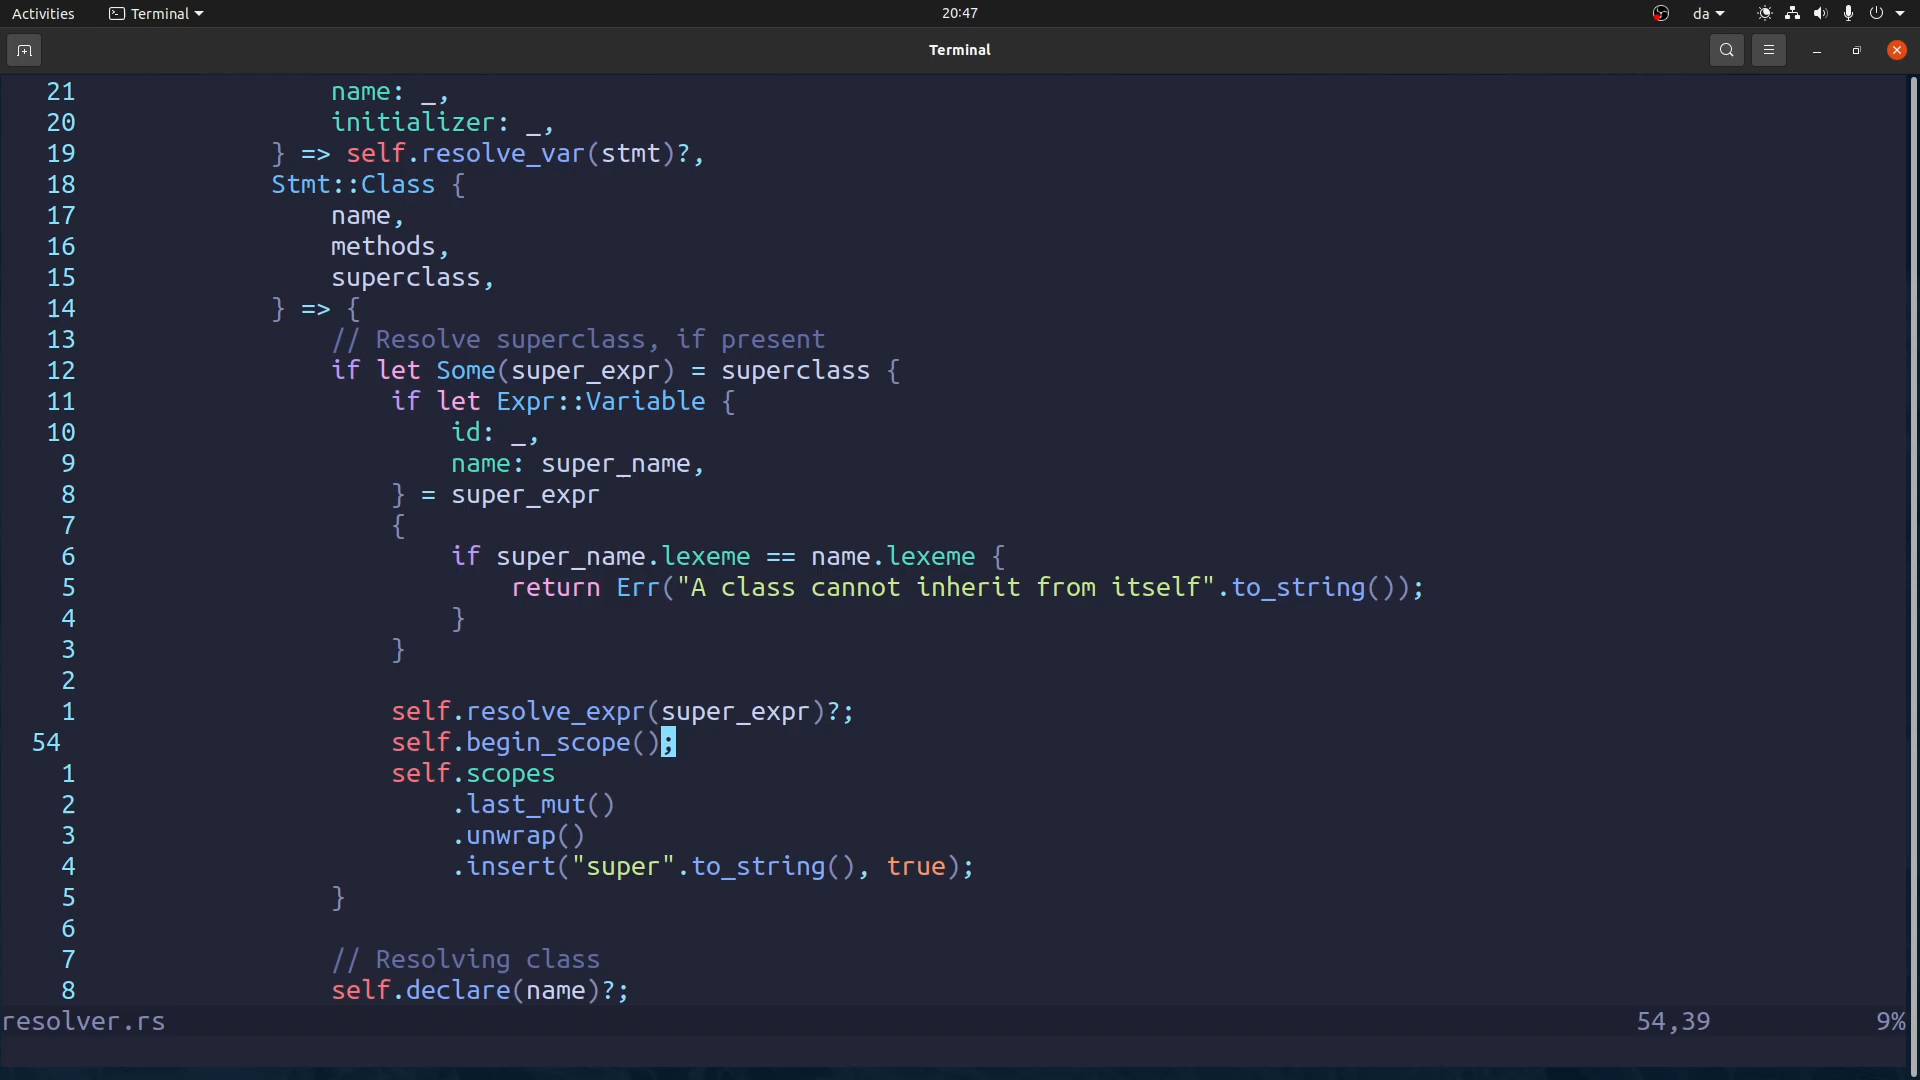 Activities Terminal 20:47 da
Terminal
21 name: _,
20 initializer: _,
19 } => self.resolve_var(stmt)?,
18 Stmt::Class {
17 name,
16 methods,
15 superclass,
14 } => {
13 // Resolve superclass, if present
12 if let Some(super_expr) = superclass {
11 if let Expr::Variable {
10 id: _,
9 name: super_name,
8 } = super_expr
7 {
6 if super_name.lexeme == name.lexeme {
5 return Err("A class cannot inherit from itself".to_string());
4 }
3 }
2
1 self.resolve_expr(super_expr)?;
54 self.begin_scope();
1 self.scopes
2 .last_mut()
3 .unwrap()
4 .insert("super".to_string(), true);
5 }
6
7 // Resolving class
8 self.declare(name)?;
resolver.rs 54,39 9%